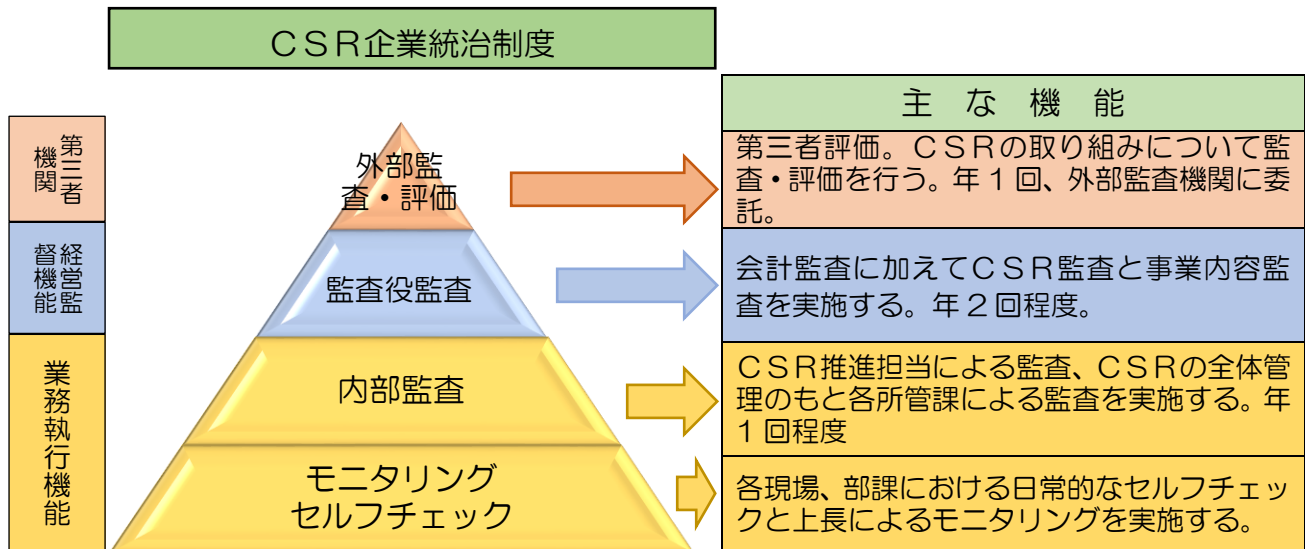 ＣＳＲ企業統治制度
主な機能
第三者
機関
外部監
査・評価
第三者評価。ＣＳＲの取り組みについて監
査・評価を行う。年１回、外部監査機関に委
託。
経営監
督機能
監査役監査
会計監査に加えてＣＳＲ監査と事業内容監
査を実施する。年２回程度。
業務執行機能
内部監査
ＣＳＲ推進担当による監査、ＣＳＲの全体管
理のもと各所管課による監査を実施する。年
１回程度
モニタリング
セルフチェック
各現場、部課における日常的なセルフチェッ
クと上長によるモニタリングを実施する。